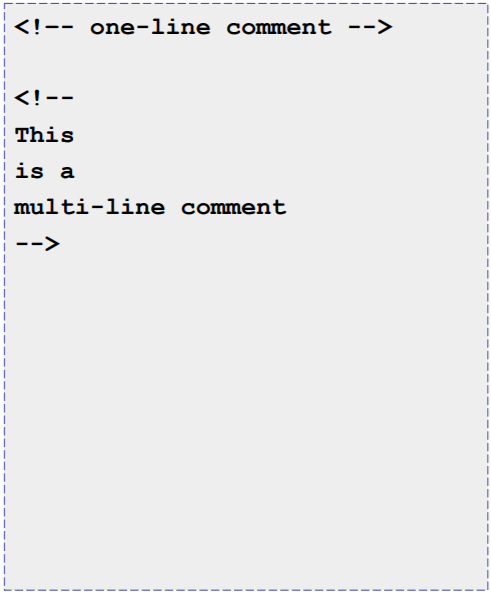 <!-- one-line comment -->
<!--
This
is a
multi-line comment
-->